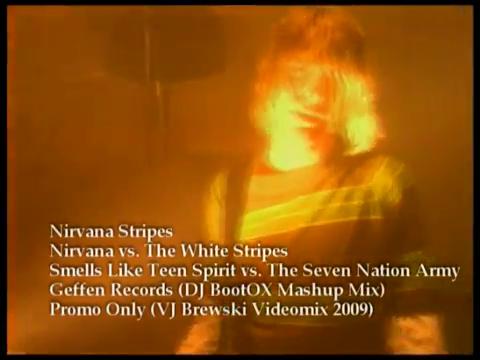 Nirvana Stripes
Nirvana vs. The White Stripes
Smells Like Teen Spirit vs. The Seven Nation Army
Geffen Records (DJ BootOX Mashup Mix)
Promo Only (VJ Brewski Videomix 2009)